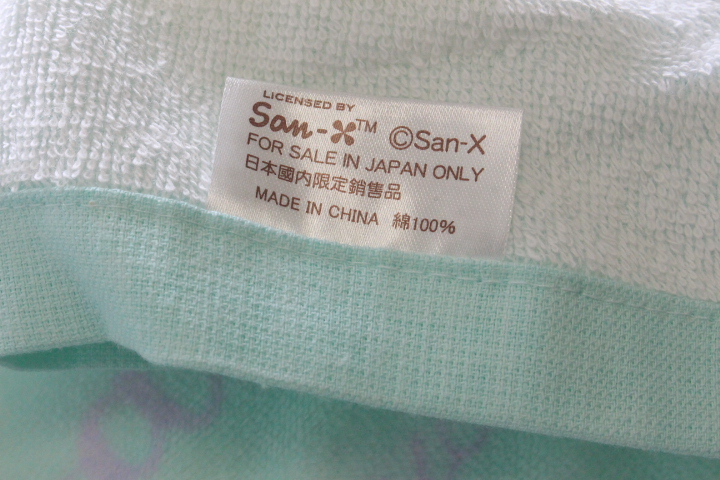 LICENSED BY
San-X™ ©San-X
FOR SALE IN JAPAN ONLY
日本國内限定銷售品
MADE IN CHINA 綿100%